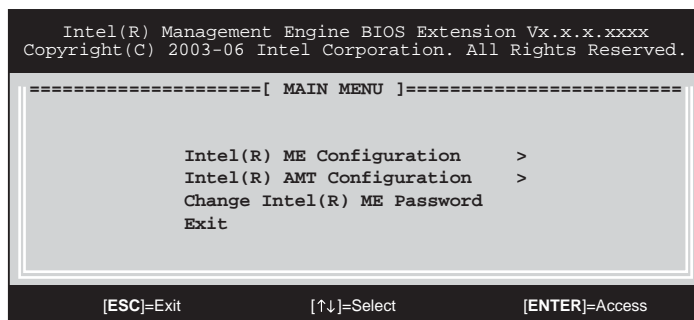 Intel(R) Management Engine BIOS Extension Vx.x.x.xxxx
Copyright(C) 2003-06 Intel Corporation. All Rights Reserved.
=====================[ MAIN MENU ]=========================
Intel(R) ME Configuration >
Intel(R) AMT Configuration >
Change Intel(R) ME Password
Exit
[ESC]=Exit [↑↓]=Select [ENTER]=Access